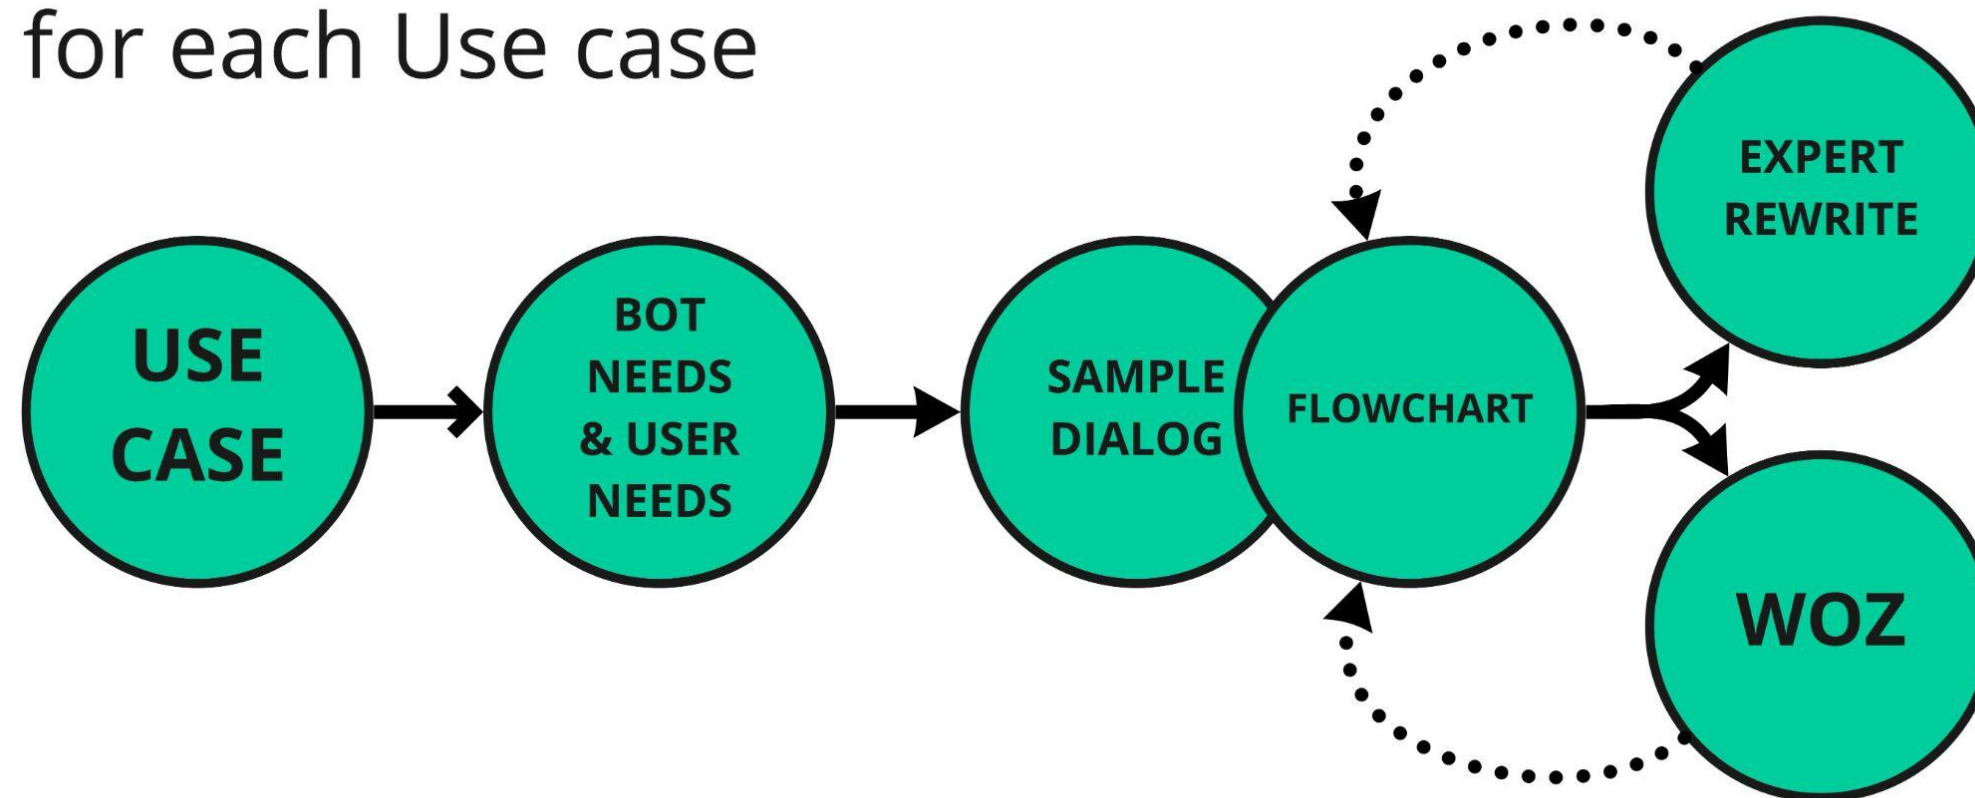 for each Use case
USE
CASE
BOT
NEEDS
& USER
NEEDS
SAMPLE
DIALOG
FLOWCHART
EXPERT
REWRITE
WOZ